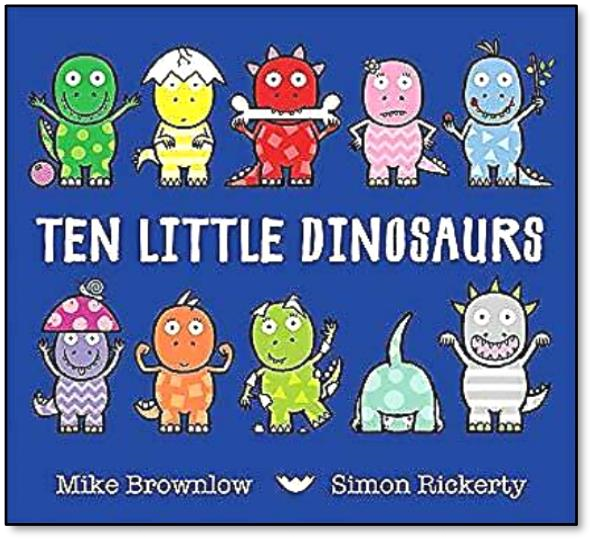 TEN LITTLE DINOSAURS
Mike Brownlow Simon Rickerty